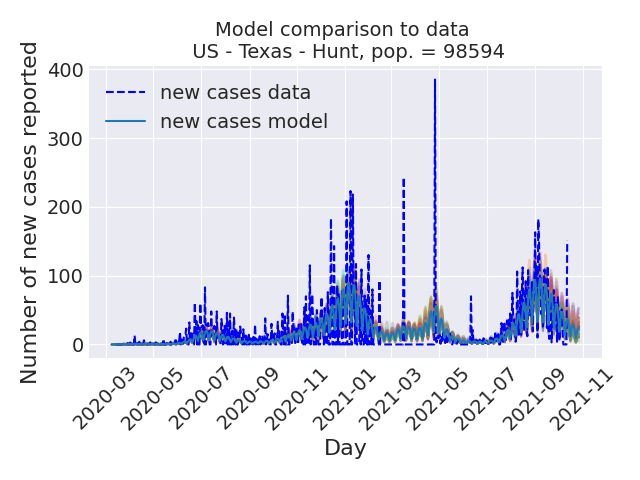 Model comparison to data
US - Texas - Hunt, pop. = 98594
Number of new cases reported
400
300
200
100
0
new cases data
new cases model
2020-03
2020-05
2020-07
2020-09
2020-11
2021-01
2021-03
2021-05
2021-07
2021-09
2021-11
Day